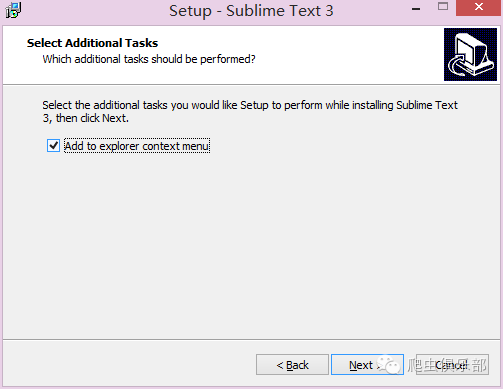 Setup - Sublime Text 3
Select Additional Tasks
Which additional tasks should be performed?
Select the additional tasks you would like Setup to perform while installing Sublime Text
3, then click Next.
Add to explorer context menu
< Back
Next >
Cancel
爬虫俱乐部